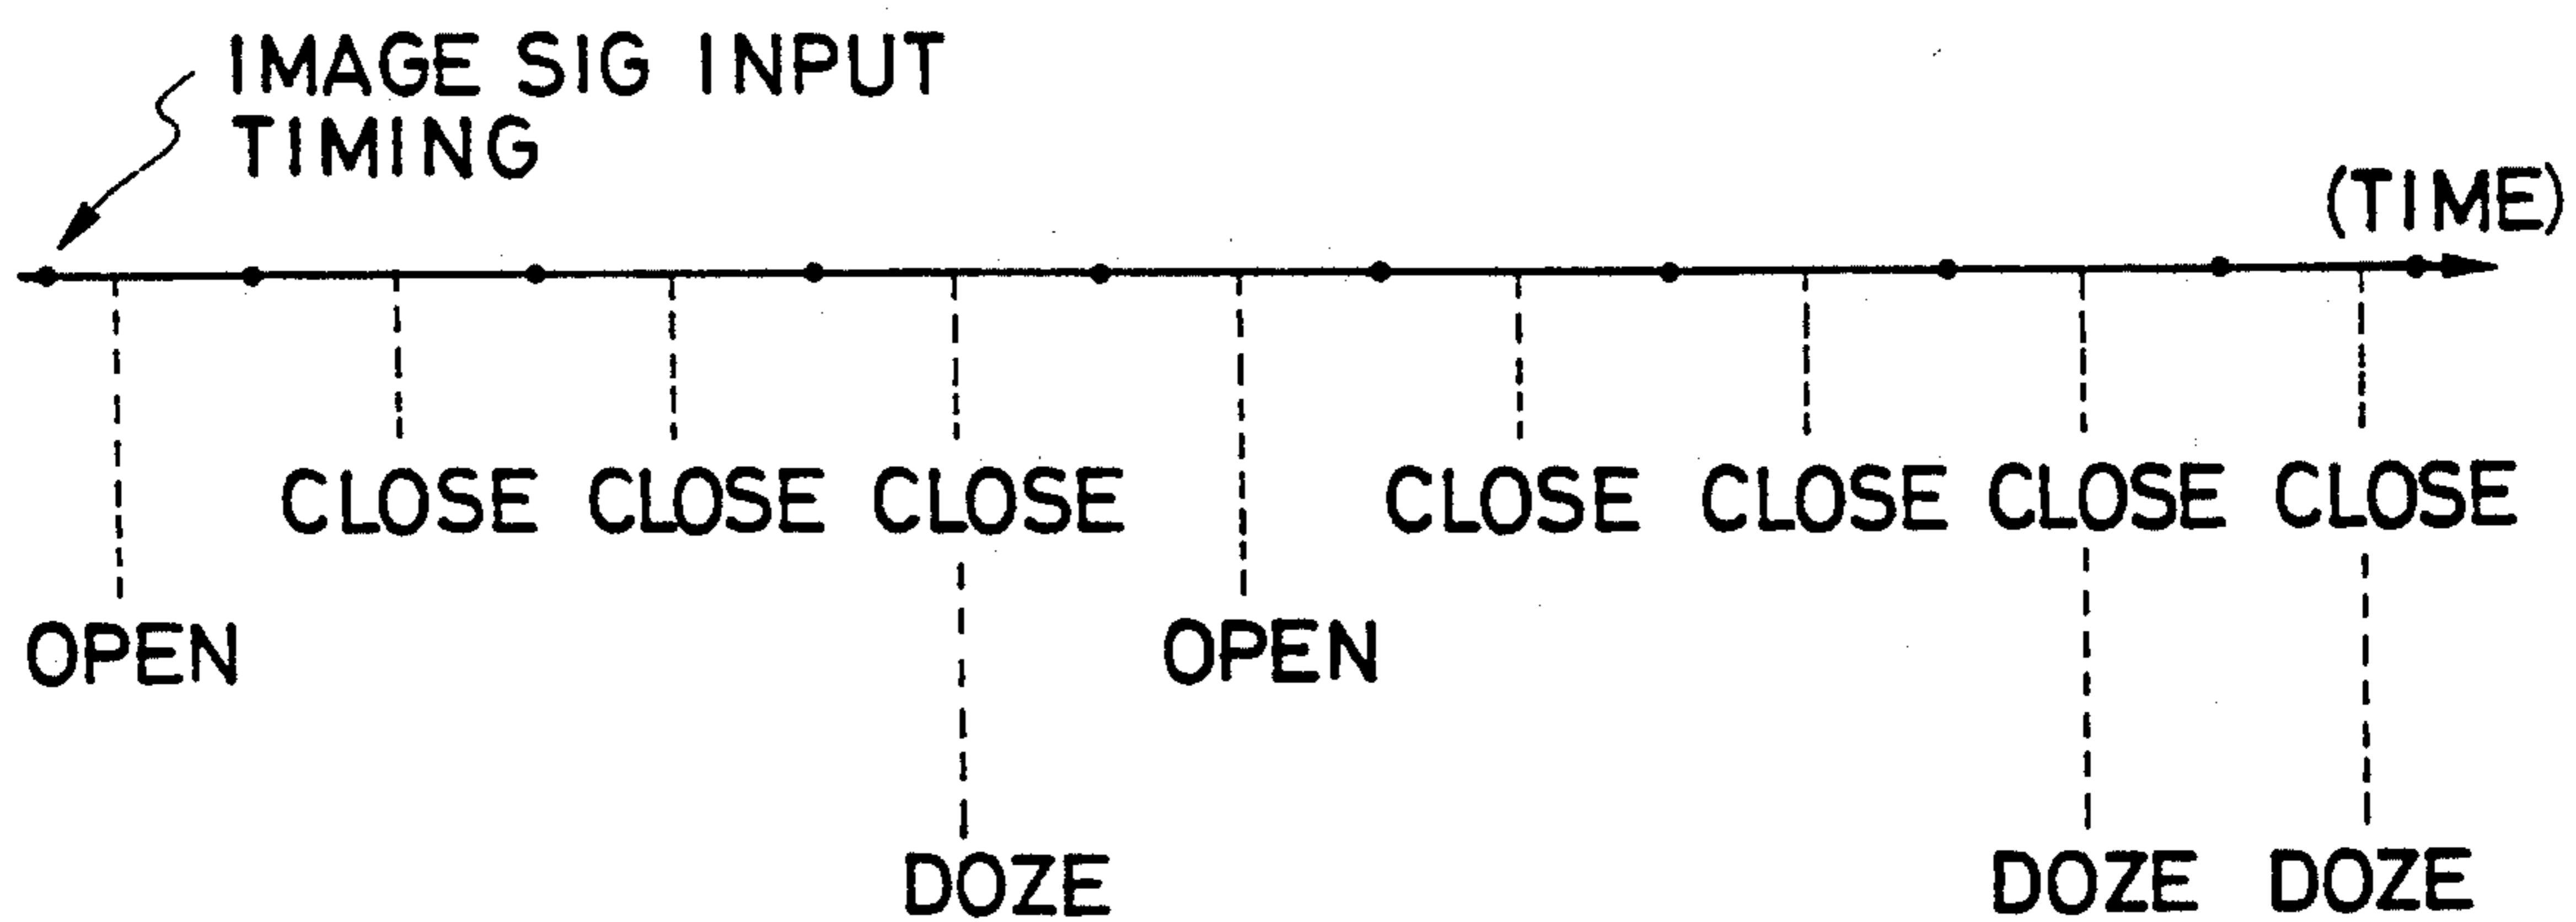 IMAGE SIG INPUT
TIMING
(TIME)
CLOSE CLOSE CLOSE CLOSE CLOSE CLOSE CLOSE
OPEN OPEN
DOZE DOZE DOZE